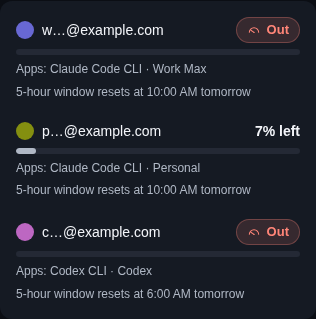 w…@example.com Out
Apps: Claude Code CLI · Work Max
5-hour window resets at 10:00 AM tomorrow
p…@example.com 7% left
Apps: Claude Code CLI · Personal
5-hour window resets at 10:00 AM tomorrow
c…@example.com Out
Apps: Codex CLI · Codex
5-hour window resets at 6:00 AM tomorrow